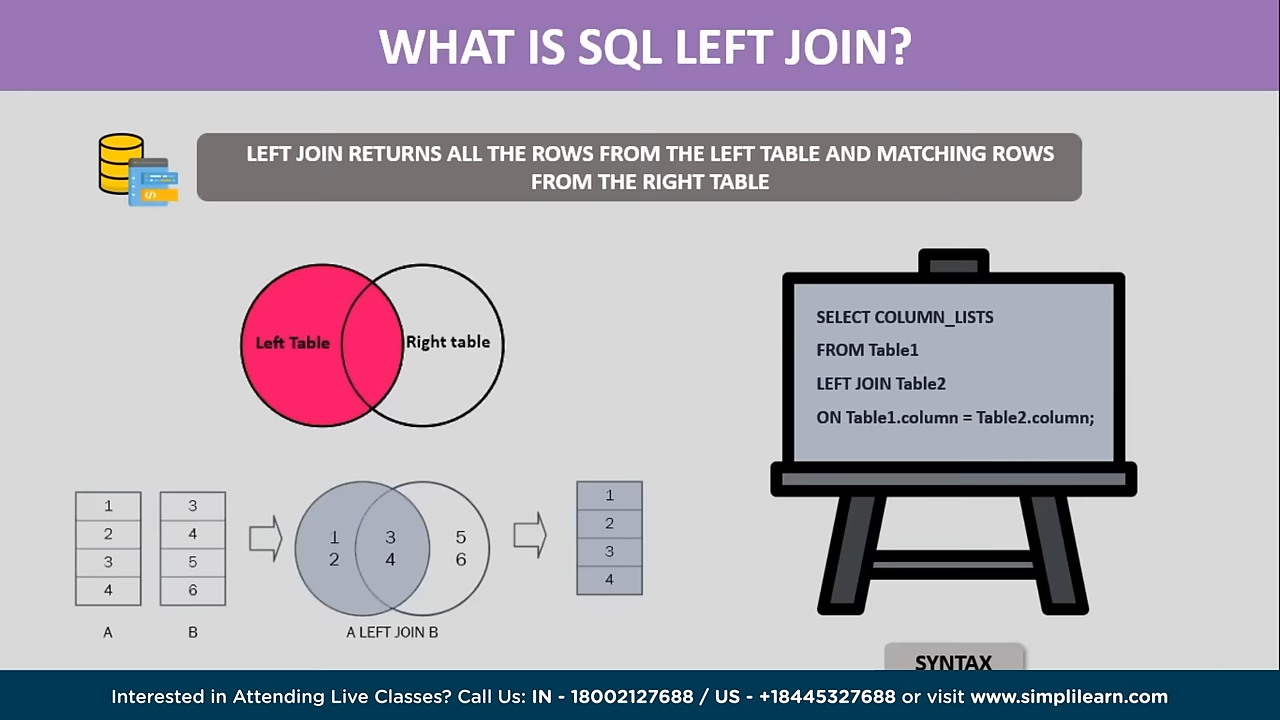 WHAT IS SQL LEFT JOIN?
LEFT JOIN RETURNS ALL THE ROWS FROM THE LEFT TABLE AND MATCHING ROWS
FROM THE RIGHT TABLE
Left Table
Right table
SELECT COLUMN_LISTS
FROM Table1
LEFT JOIN Table2
ON Table1.column = Table2.column;
1
2
3
4
A
3
4
5
6
B
1
2
3
4
5
6
A LEFT JOIN B
1
2
3
4
SYNTAX
Interested in Attending Live Classes? Call Us: IN - 18002127688 / US - +18445327688 or visit www.simplilearn.com